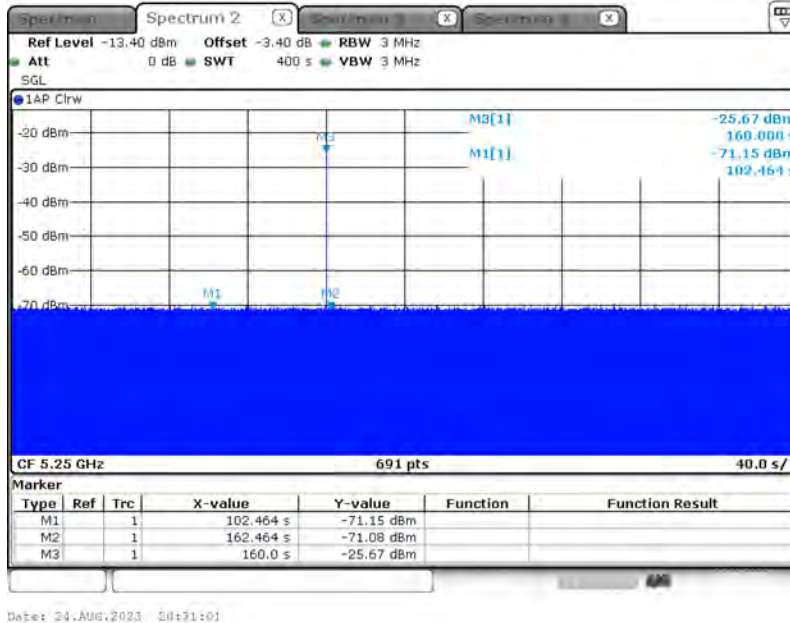 Spectrum Spectrum 2 X Spectrum 3 X Spectrum 4 X
Ref Level -13.40 dBm Offset -3.40 dB RBW 3 MHz
Att 0 dB SWT 400 s VBW 3 MHz
SGL
1AP Clrw
M3[1] -25.67 dBm
160.000 s
M1[1] -71.15 dBm
102.464 s
-20 dBm
M3
-30 dBm
-40 dBm
-50 dBm
-60 dBm
M1 M2
-70 dBm
CF 5.25 GHz 691 pts 40.0 s/
Marker
Type Ref Trc X-value Y-value Function Function Result
M1 1 102.464 s -71.15 dBm
M2 1 162.464 s -71.08 dBm
M3 1 160.0 s -25.67 dBm
Date: 24.AUG.2023 20:31:01